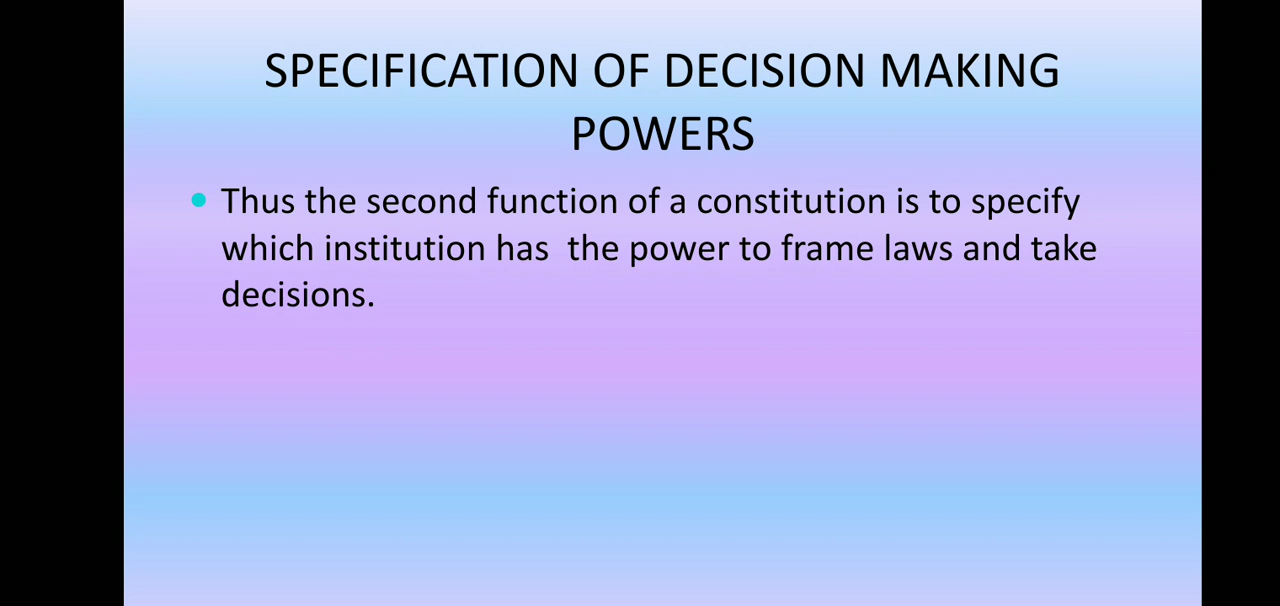 SPECIFICATION OF DECISION MAKING
POWERS
Thus the second function of a constitution is to specify
which institution has  the power to frame laws and take
decisions.